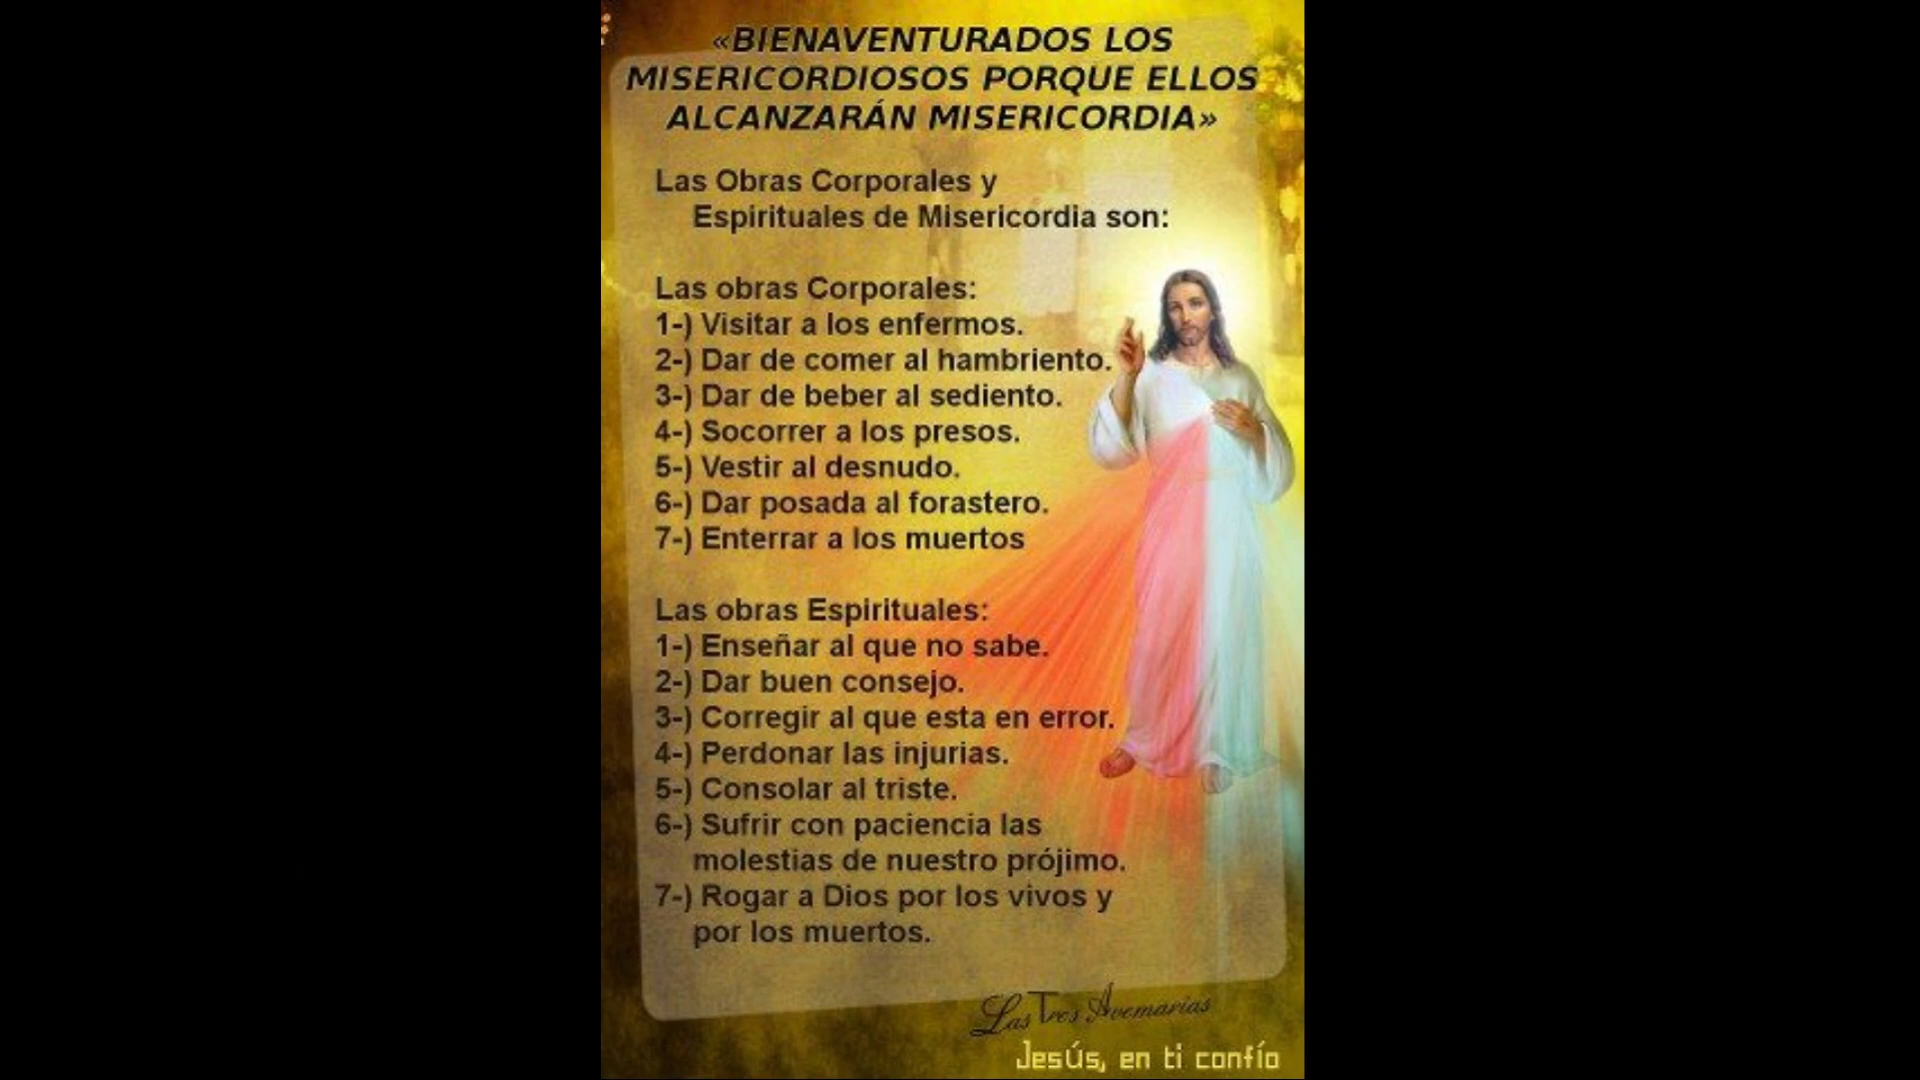 «BIENAVENTURADOS LOS
MISERICORDIOSOS PORQUE ELLOS
ALCANZARÁN MISERICORDIA»
Las Obras Corporales y
Espirituales de Misericordia son:
Las obras Corporales:
1-) Visitar a los enfermos.
2-) Dar de comer al hambriento.
3-) Dar de beber al sediento.
4-) Socorrer a los presos.
5-) Vestir al desnudo.
6-) Dar posada al forastero.
7-) Enterrar a los muertos
Las obras Espirituales:
1-) Enseñar al que no sabe.
2-) Dar buen consejo.
3-) Corregir al que esta en error.
4-) Perdonar las injurias.
5-) Consolar al triste.
6-) Sufrir con paciencia las
molestias de nuestro prójimo.
7-) Rogar a Dios por los vivos y
por los muertos.
Las Tres Avemarías
Jesús, en ti confío